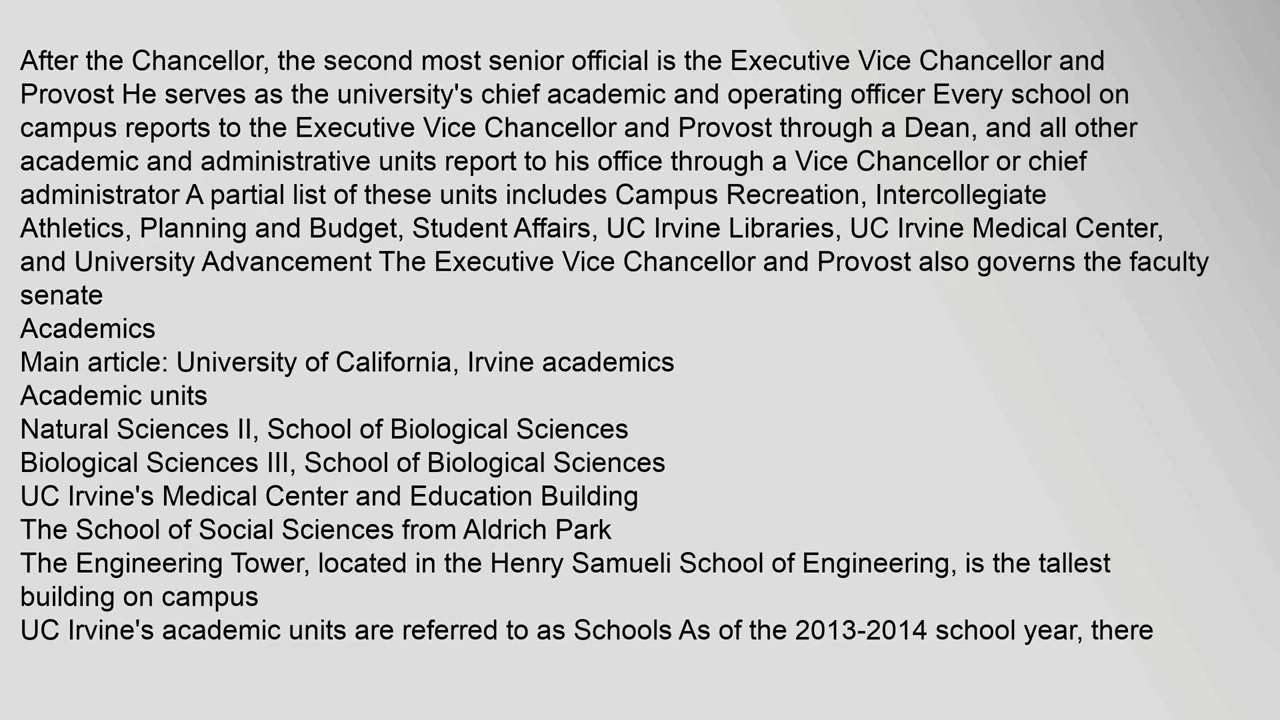 After the Chancellor, the second most senior official is the Executive Vice Chancellor and
Provost He serves as the university's chief academic and operating officer Every school on
campus reports to the Executive Vice Chancellor and Provost through a Dean, and all other
academic and administrative units report to his office through a Vice Chancellor or chief
administrator A partial list of these units includes Campus Recreation, Intercollegiate
Athletics, Planning and Budget, Student Affairs, UC Irvine Libraries, UC Irvine Medical Center,
and University Advancement The Executive Vice Chancellor and Provost also governs the faculty
senate
Academics
Main article: University of California, Irvine academics
Academic units
Natural Sciences II, School of Biological Sciences
Biological Sciences III, School of Biological Sciences
UC Irvine's Medical Center and Education Building
The School of Social Sciences from Aldrich Park
The Engineering Tower, located in the Henry Samueli School of Engineering, is the tallest
building on campus
UC Irvine's academic units are referred to as Schools As of the 2013-2014 school year, there